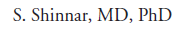 S. Shinnar, MD, PhD